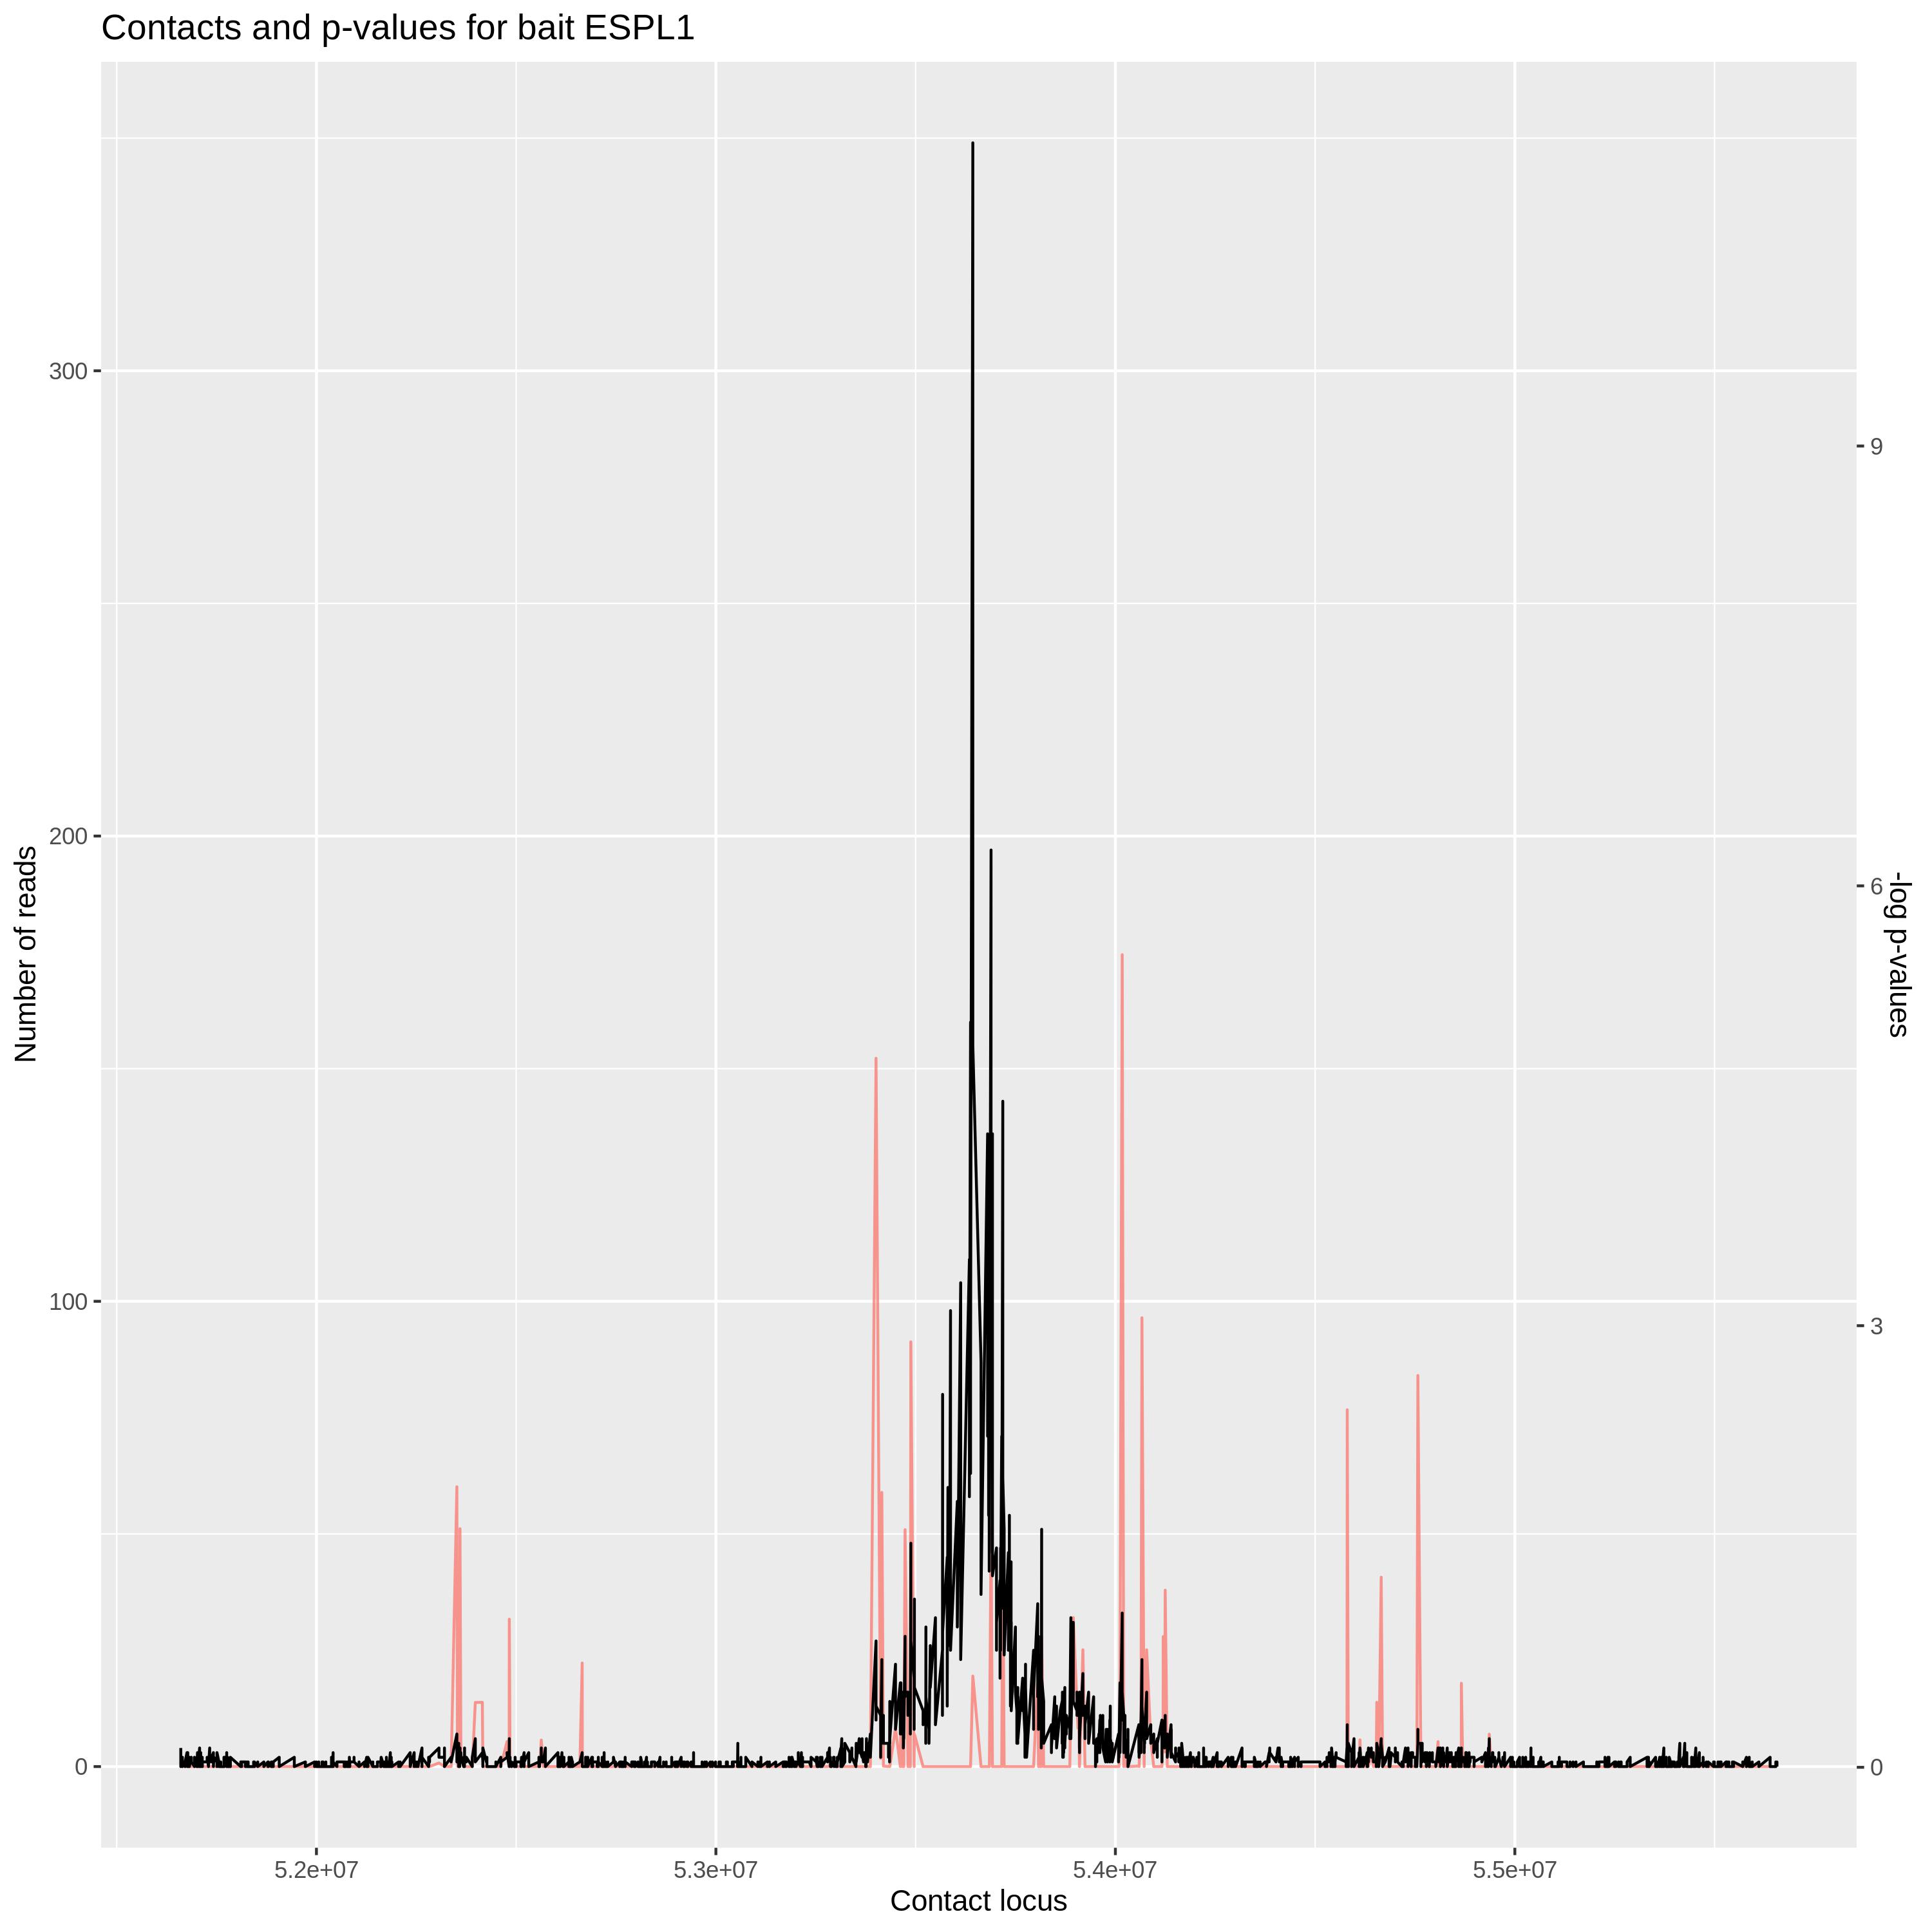 Contacts and p-values for bait ESPL1
Number of reads
300
200
100
0
9
6
3
0
-log p-values
5.2e+07
5.3e+07
5.4e+07
5.5e+07
Contact locus